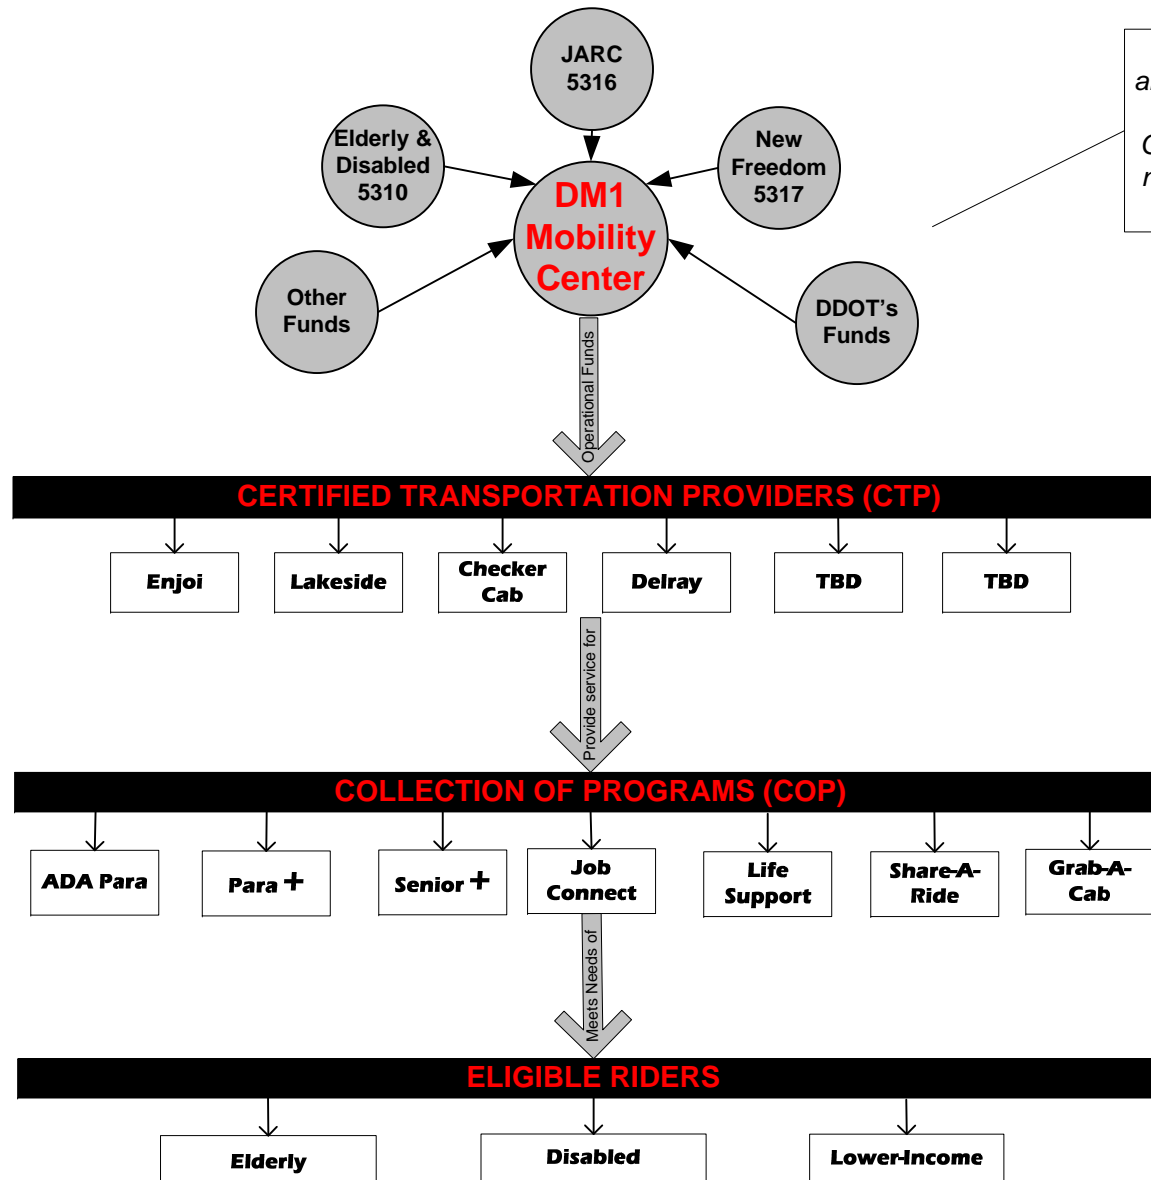 JARC
5316
Elderly &
Disabled
5310
New
Freedom
5317
DM1
Mobility
Center
Other
Funds
DDOT's
Funds
Operational Funds
CERTIFIED TRANSPORTATION PROVIDERS (CTP)
Enjoi
Lakeside
Checker
Cab
Delray
TBD
TBD
Provide service for
COLLECTION OF PROGRAMS (COP)
ADA Para
Para +
Senior +
Job
Connect
Life
Support
Share-A-
Ride
Grab-A-
Cab
Meets Needs of
ELIGIBLE RIDERS
Elderly
Disabled
Lower-Income